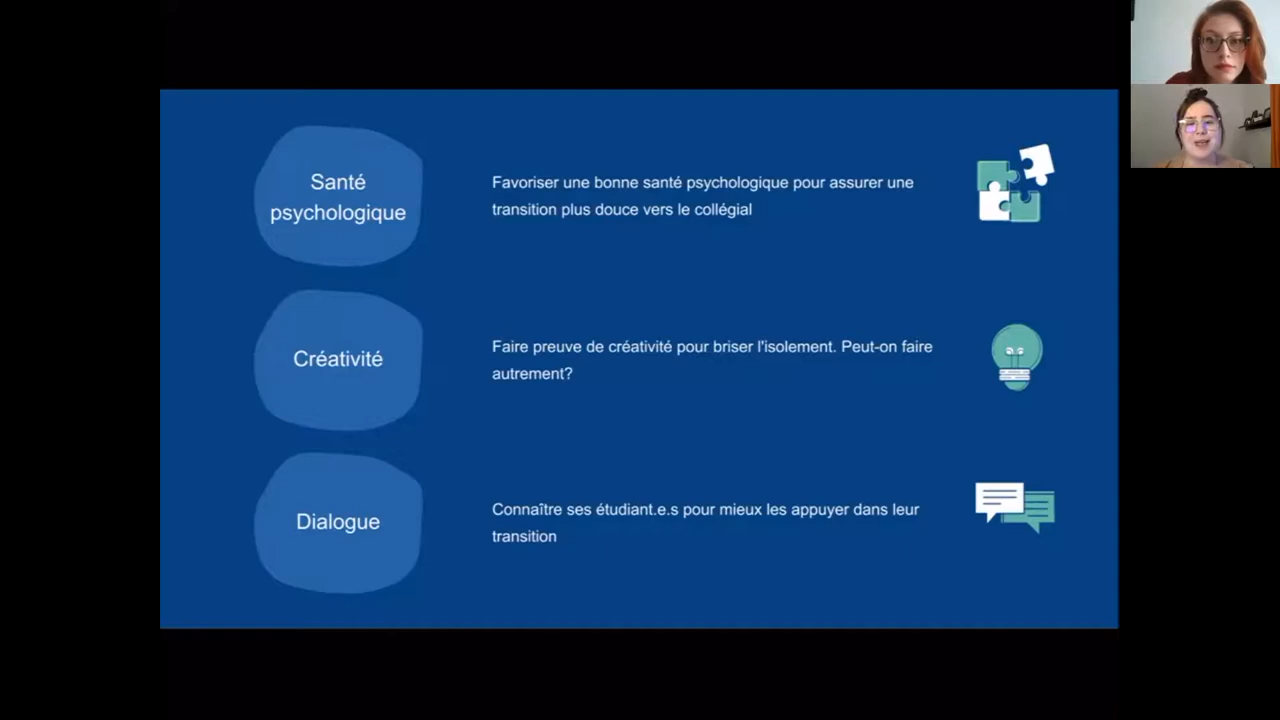 Santé
psychologique
Favoriser une bonne santé psychologique pour assurer une
transition plus douce vers le collégial
Créativité
Faire preuve de créativité pour briser l'isolement. Peut-on faire
autrement?
Dialogue
Connaître ses étudiant.e.s pour mieux les appuyer dans leur
transition